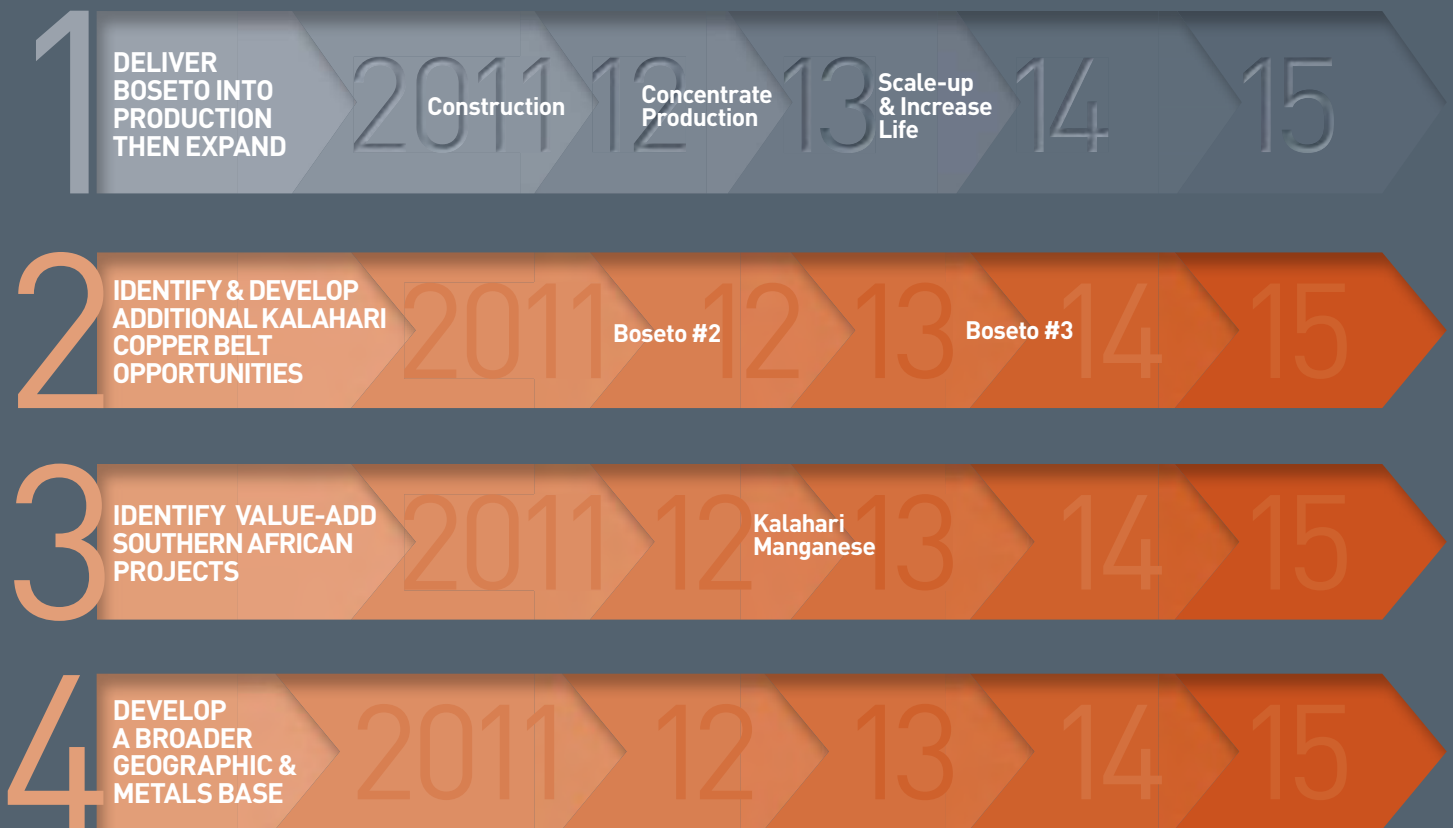 1
DELIVER
BOSETO INTO
PRODUCTION
THEN EXPAND
2011
Construction
12
Concentrate
Production
13
Scale-up
& Increase
Life
14
15
2
IDENTIFY & DEVELOP
ADDITIONAL KALAHARI
COPPER BELT
OPPORTUNITIES
2011
Boseto #2
12
13
Boseto #3
14
15
3
IDENTIFY VALUE-ADD
SOUTHERN AFRICAN
PROJECTS
2011
12
Kalahari
Manganese
13
14
15
4
DEVELOP
A BROADER
GEOGRAPHIC &
METALS BASE
2011
12
13
14
15